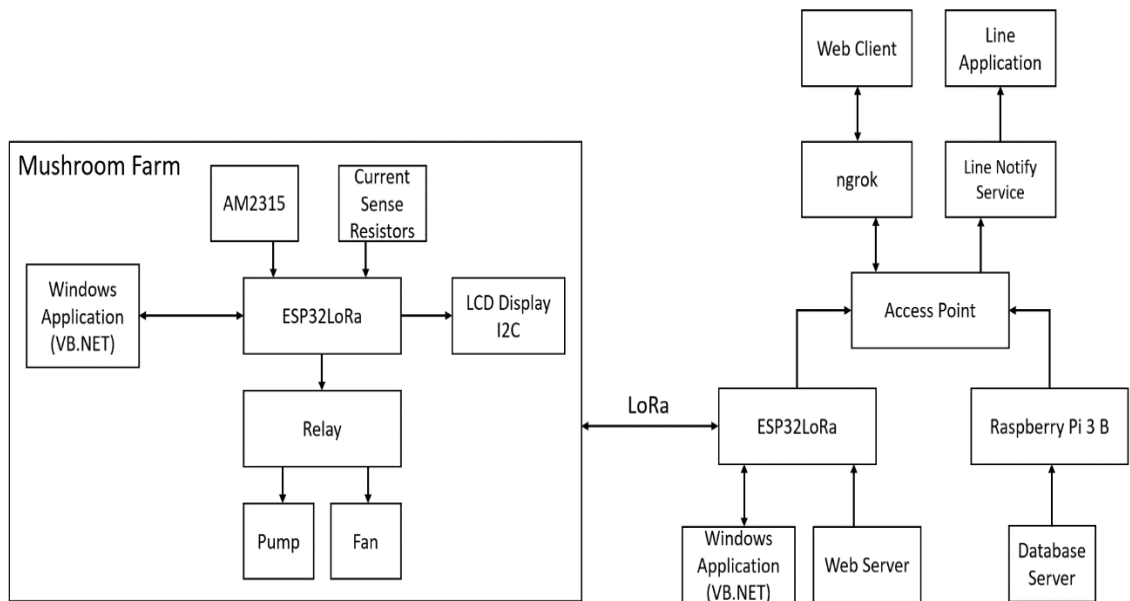 Web Client
Line
Application
Mushroom Farm
AM2315
Current
Sense
Resistors
ngrok
Line Notify
Service
Windows
Application
(VB.NET)
ESP32LoRa
LCD Display
I2C
Access Point
Relay
LoRa
ESP32LoRa
Raspberry Pi 3 B
Pump
Fan
Windows
Application
(VB.NET)
Web Server
Database
Server